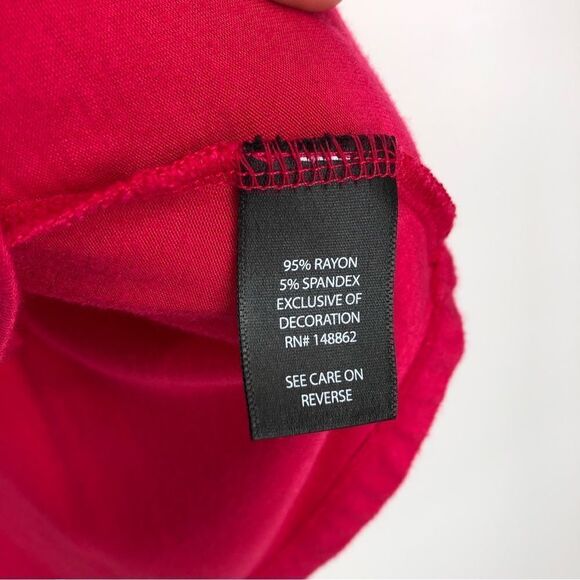 95% RAYON
5% SPANDEX
EXCLUSIVE OF
DECORATION
RN# 148862
SEE CARE ON
REVERSE